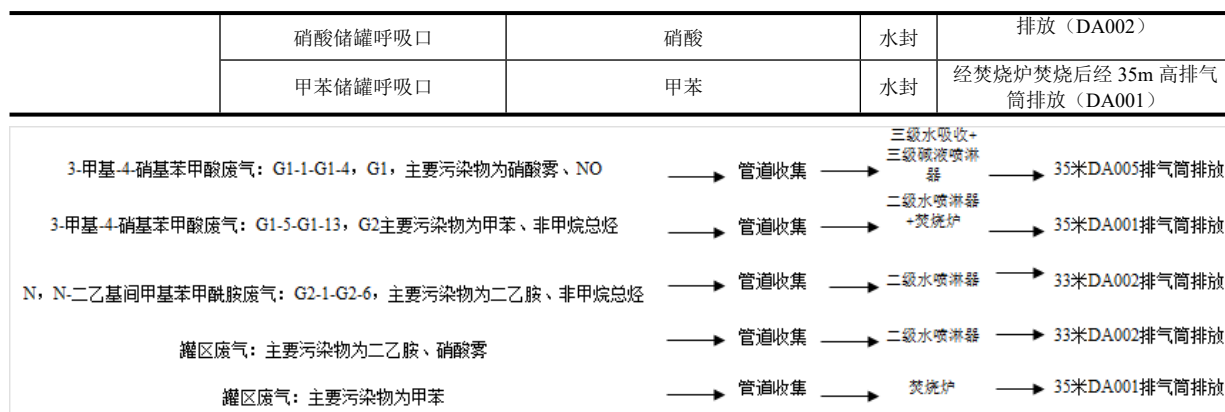 硝酸储罐呼吸口 硝酸 水封 排放（DA002）
甲苯储罐呼吸口 甲苯 水封 经焚烧炉焚烧后经 35m 高排气
筒排放（DA001）
三级水吸收+
三级碱液喷淋
器
3-甲基-4-硝基苯甲酸废气：G1-1-G1-4，G1，主要污染物为硝酸雾、NO 管道收集 35米DA005排气筒排放
二级水喷淋器
+焚烧炉
3-甲基-4-硝基苯甲酸废气：G1-5-G1-13，G2主要污染物为甲苯、非甲烷总烃 管道收集 35米DA001排气筒排放
N，N-二乙基间甲基苯甲酰胺废气：G2-1-G2-6，主要污染物为二乙胺、非甲烷总烃 管道收集 二级水喷淋器 33米DA002排气筒排放
罐区废气：主要污染物为二乙胺、硝酸雾 管道收集 二级水喷淋器 33米DA002排气筒排放
罐区废气：主要污染物为甲苯 管道收集 焚烧炉 35米DA001排气筒排放